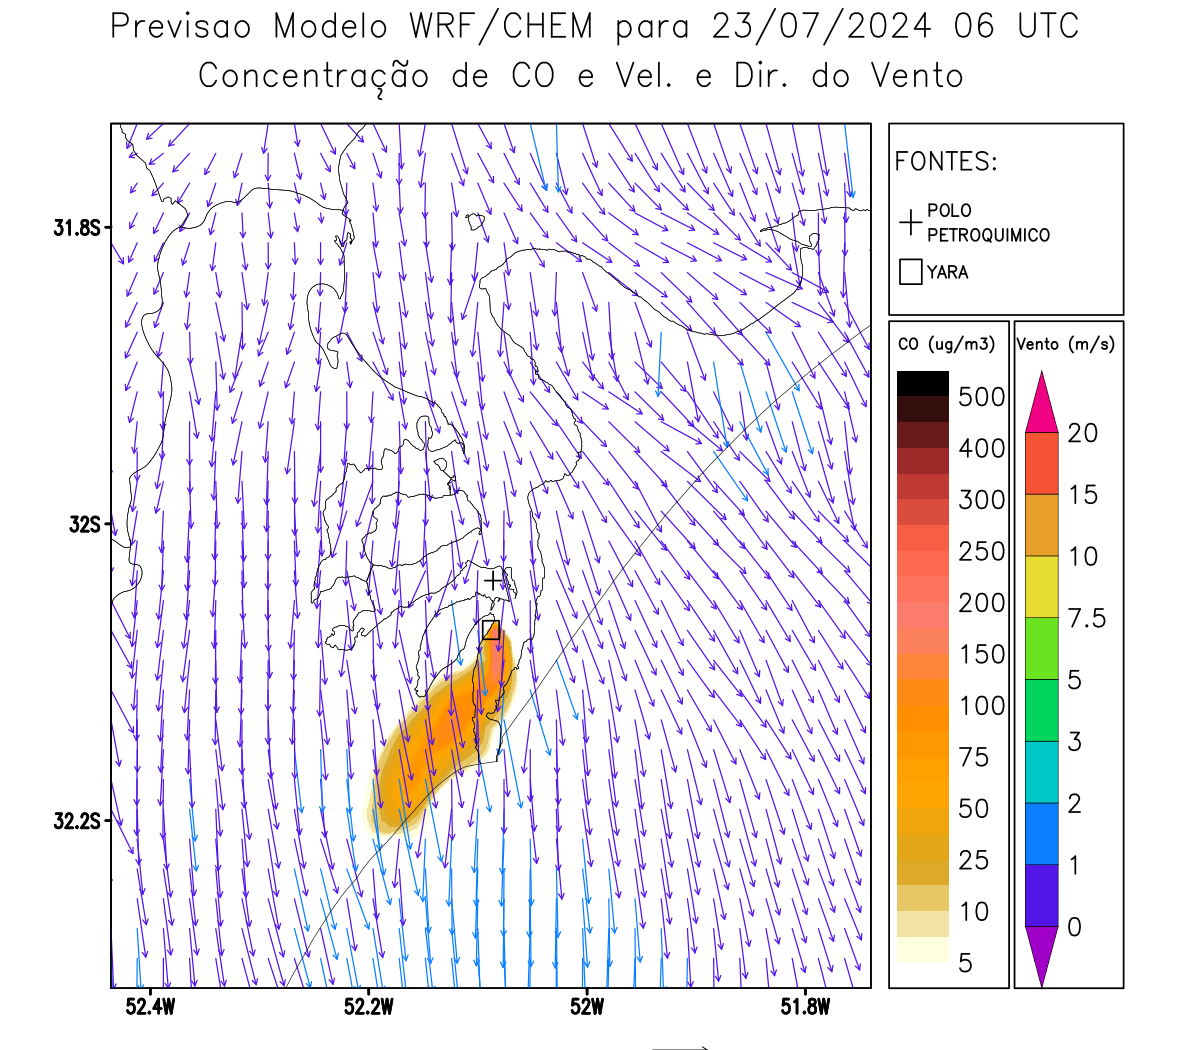 Previsao Modelo WRF/CHEM para 23/07/2024 06 UTC
Concentração de CO e Vel. e Dir. do Vento
FONTES:
POLO
PETROQUIMICO
YARA
CO (ug/m3)
500
400
300
250
200
150
100
75
50
25
10
5
Vento (m/s)
20
15
10
7.5
5
3
2
1
0
31.8S
32S
32.2S
52.4W
52.2W
52W
51.8W